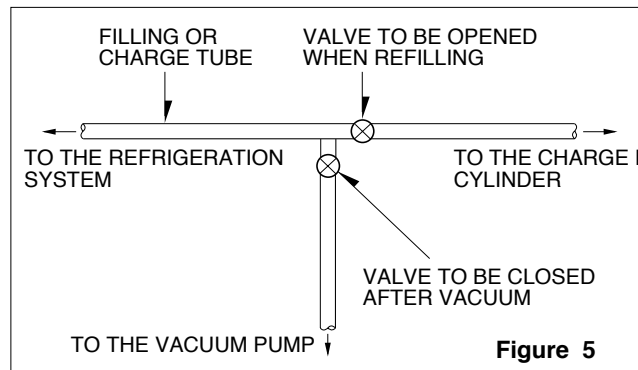 FILLING OR
CHARGE TUBE
VALVE TO BE OPENED
WHEN REFILLING
TO THE REFRIGERATION
SYSTEM
TO THE CHARGE
CYLINDER
VALVE TO BE CLOSED
AFTER VACUUM
TO THE VACUUM PUMP
Figure 5